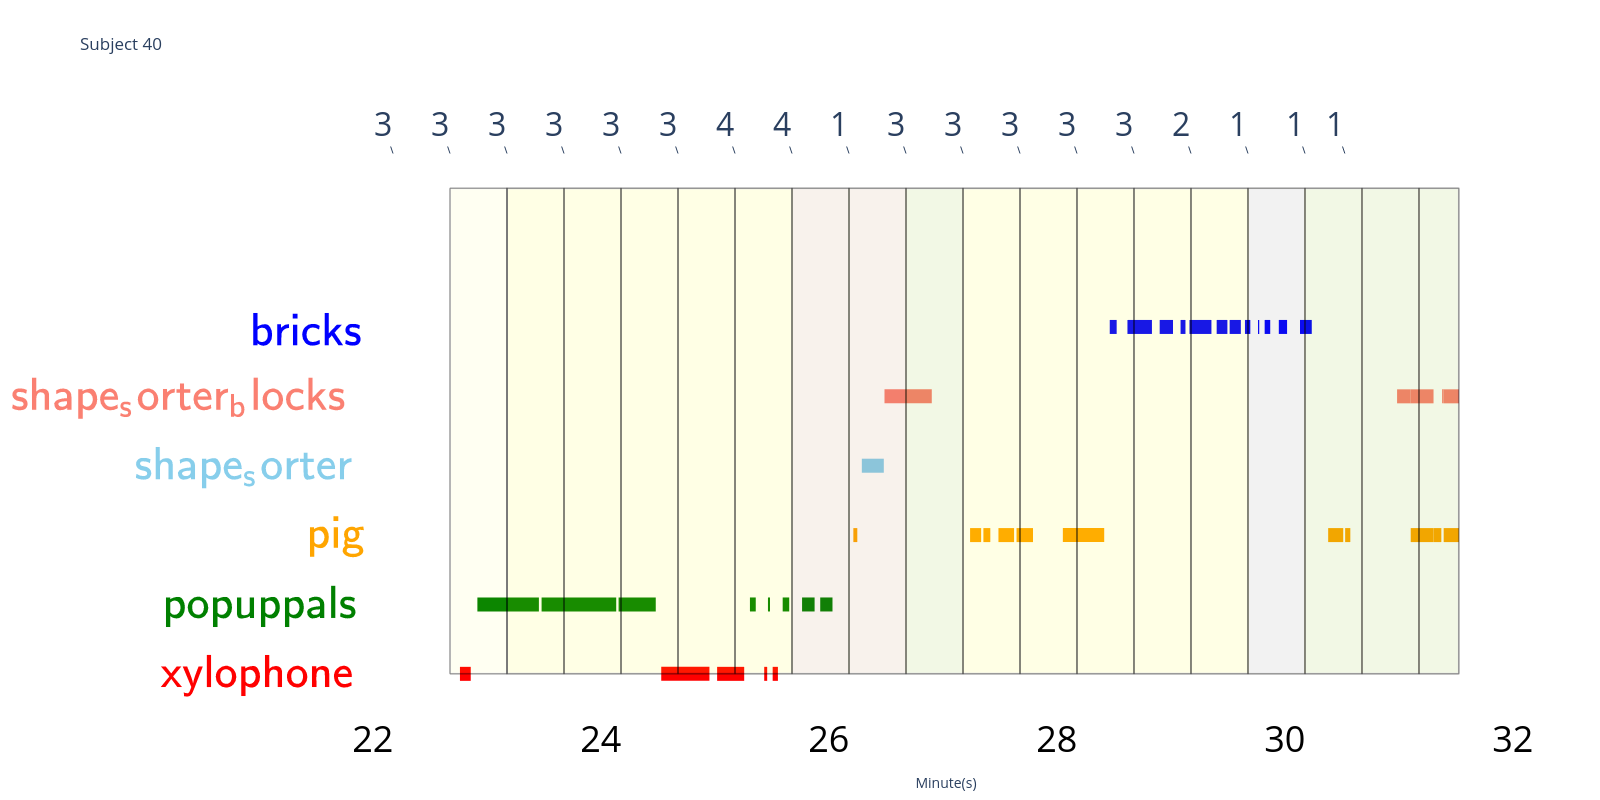 Subject 40
3 3 3 3 3 3 4 4 1 3 3 3 3 3 2 1 1 1
bricks
shapesorterblocks
shapesorter
pig
popuppals
xylophone
22 24 26 28 30 32
Minute(s)